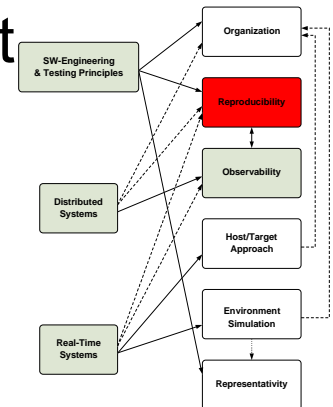 t
SW-Engineering
& Testing Principles
Distributed
Systems
Real-Time
Systems
Organization
Reproducibility
Observability
Host/Target
Approach
Environment
Simulation
Representativity